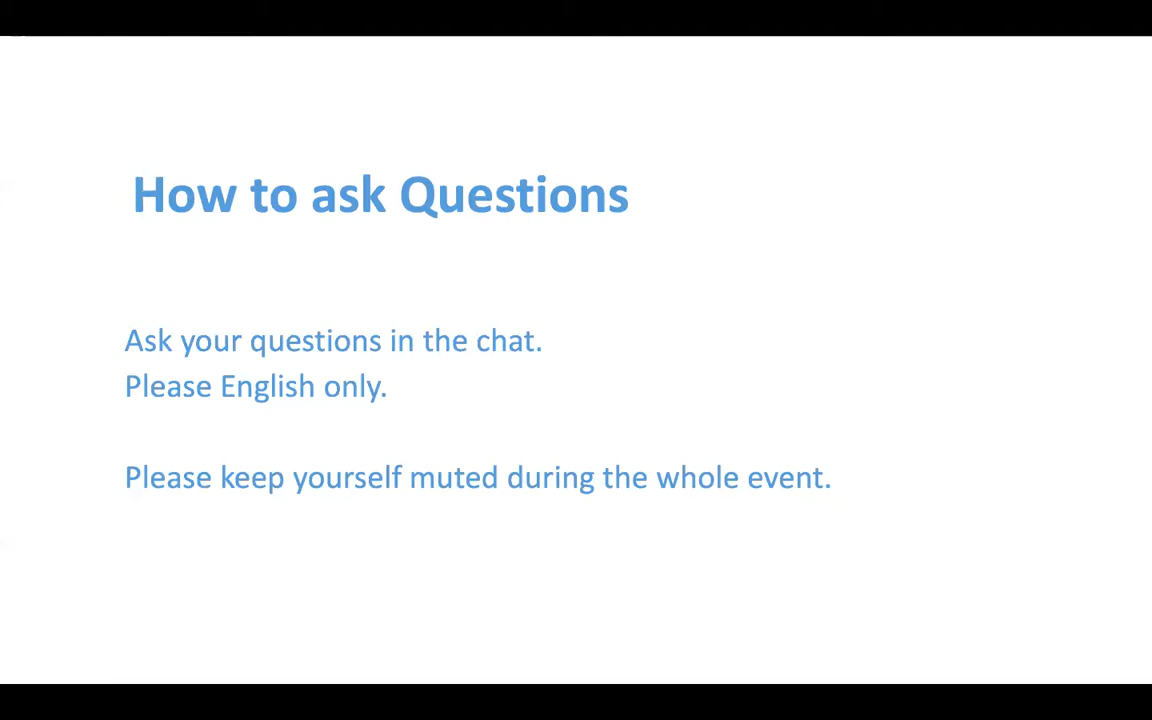 How to ask Questions
Ask your questions in the chat.
Please English only.
Please keep yourself muted during the whole event.